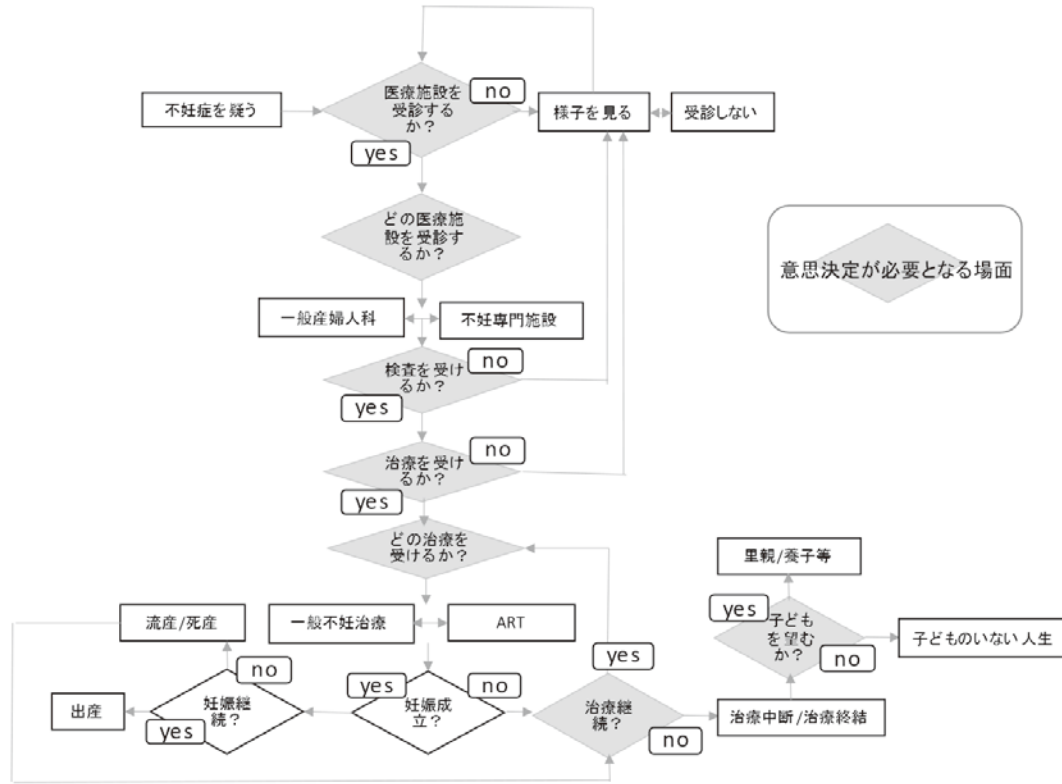 医療施設を
受診する
か？
no
不妊症を疑う
様子を見る
受診しない
yes
どの医療施
設を受診す
るか？
意思決定が必要となる場面
一般産婦人科
不妊専門施設
no
検査を受け
るか？
yes
no
治療を受け
るか？
yes
どの治療を
受けるか？
里親/養子等
流産/死産
一般不妊治療
ART
yes
子ども
を望む
か？
no
子どものいない人生
yes
no
妊娠継
続？
yes
出産
yes
no
妊娠成
立？
治療継
続？
no
治療中断/治療終結